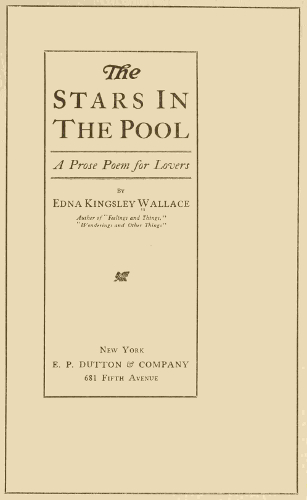 The
STARS IN
THE POOL
A Prose Poem for Lovers
BY
EDNA KINGSLEY WALLACE
Author of "Feelings and Things,"
"Wonderings and Other Things"
NEW YORK
E. P. DUTTON & COMPANY
681 FIFTH AVENUE